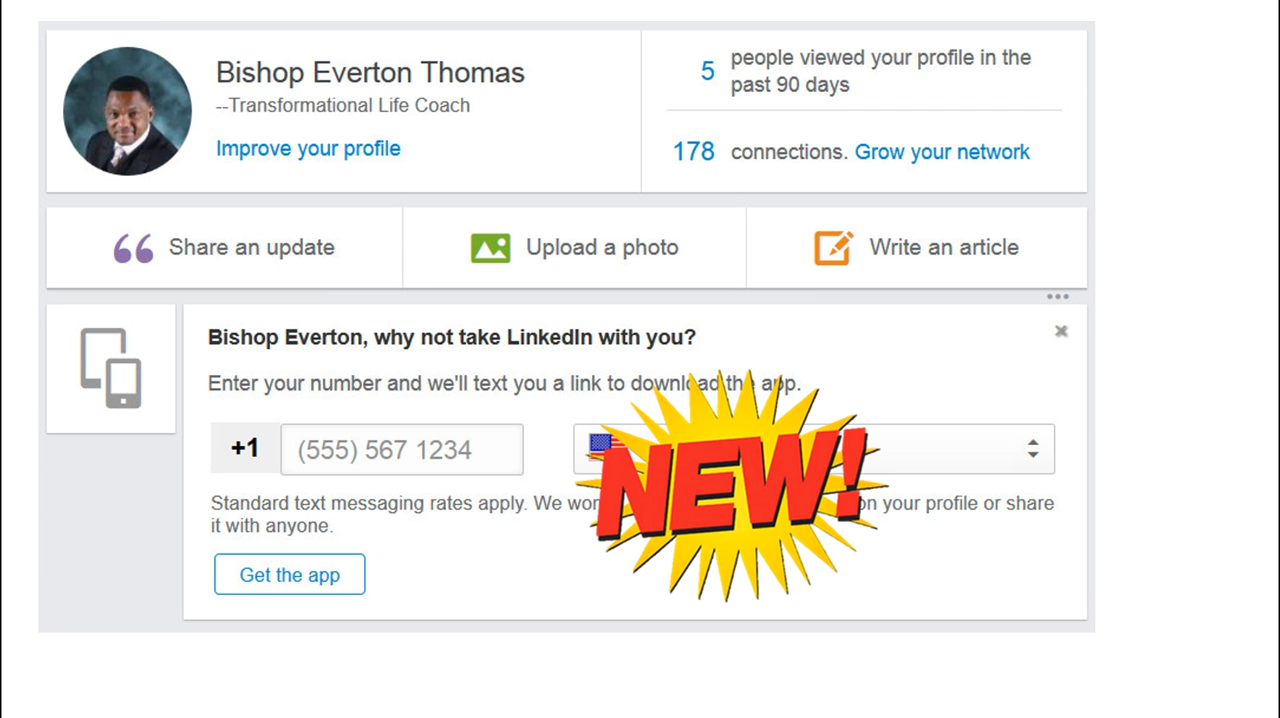 Bishop Everton Thomas
--Transformational Life Coach
Improve your profile
5 people viewed your profile in the
past 90 days
178 connections. Grow your network
Share an update
Upload a photo
Write an article
Bishop Everton, why not take LinkedIn with you?
Enter your number and we'll text you a link to download the app.
+1 (555) 567 1234
NEW!
Standard text messaging rates apply. We on your profile or share
it with anyone.
Get the app